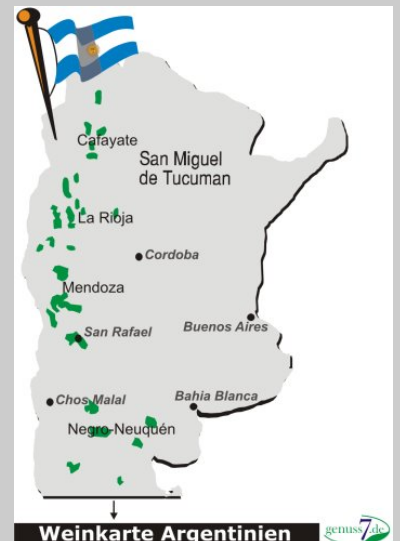 Cafayate
San Miguel
de Tucuman
La Rioja
Cordoba
Mendoza
San Rafael
Buenos Aires
Chos Malal
Bahia Blanca
Negro-Neuquén
Weinkarte Argentinien
genuss7.de